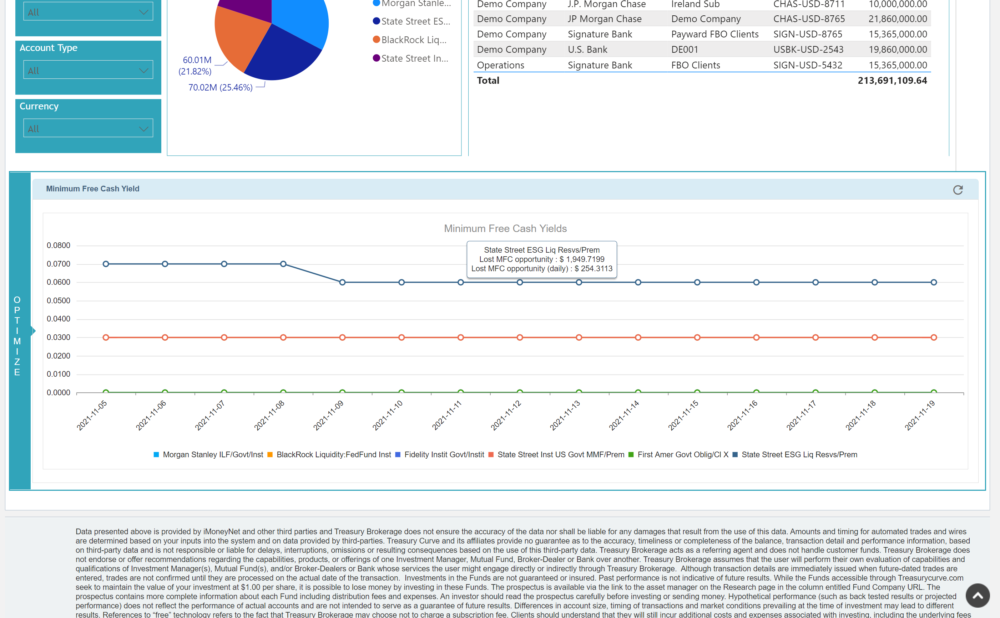 All
Account Type
All
Currency
All
Morgan Stanle...
State Street ES...
BlackRock Liq...
State Street In...
60.01M
(21.82%)
70.02M (25.46%)
Demo Company J.P. Morgan Chase Ireland Sub CHAS-USD-8711 10,000,000.00
Demo Company JP Morgan Chase Demo Company CHAS-USD-8765 21,860,000.00
Demo Company Signature Bank Payward FBO Clients SIGN-USD-8765 15,365,000.00
Demo Company U.S. Bank DE001 USBK-USD-2543 19,860,000.00
Operations Signature Bank FBO Clients SIGN-USD-5432 15,365,000.00
Total 213,691,109.64
OPTIMIZE
Minimum Free Cash Yield
Minimum Free Cash Yields
State Street ESG Liq Resvs/Prem
Lost MFC opportunity : $ 1,949.7199
Lost MFC opportunity (daily) : $ 254.3113
0.0800
0.0700
0.0600
0.0500
0.0400
0.0300
0.0200
0.0100
0.0000
2021-11-05 2021-11-06 2021-11-07 2021-11-08 2021-11-09 2021-11-10 2021-11-11 2021-11-12 2021-11-13 2021-11-14 2021-11-15 2021-11-16 2021-11-17 2021-11-18 2021-11-19
Morgan Stanley ILF/Govt/Inst BlackRock Liquidity:FedFund Inst Fidelity Instit Govt/Instit State Street Inst US Govt MMF/Prem First Amer Govt Oblig/Cl X State Street ESG Liq Resvs/Prem
Data presented above is provided by iMoneyNet and other third parties and Treasury Brokerage does not ensure the accuracy of the data nor shall be liable for any damages that result from the use of this data. Amounts and timing for automated trades and wires
are determined based on your inputs into the system and on data provided by third-parties. Treasury Curve and its affiliates provide no guarantee as to the accuracy, timeliness or completeness of the balance, transaction detail and performance information, based
on third-party data and is not responsible or liable for delays, interruptions, omissions or resulting consequences based on the use of this third-party data. Treasury Brokerage acts as a referring agent and does not handle customer funds. Treasury Brokerage does
not endorse or offer recommendations regarding the capabilities, products, or offerings of one Investment Manager, Mutual Fund, Broker-Dealer or Bank over another. Treasury Brokerage assumes that the user will perform their own evaluation of capabilities and
qualifications of Investment Manager(s), Mutual Fund(s), and/or Broker-Dealers or Bank whose services the user might engage directly or indirectly through Treasury Brokerage. Although transaction details are immediately issued when future-dated trades are
entered, trades are not confirmed until they are processed on the actual date of the transaction. Investments in the Funds are not guaranteed or insured. Past performance is not indicative of future results. While the Funds accessible through Treasurycurve.com
seek to maintain the value of your investment at $1.00 per share, it is possible to lose money by investing in these Funds. The prospectus is available via the link to the asset manager on the Research page in the column entitled Fund Company URL. The
prospectus contains more complete information about each Fund including distribution fees and expenses. An investor should read the prospectus carefully before investing or sending money. Hypothetical performance (such as back tested results or projected
performance) does not reflect the performance of actual accounts and are not intended to serve as a guarantee of future results. Differences in account size, timing of transactions and market conditions prevailing at the time of investment may lead to different
results. References to “free” technology refers to the fact that Treasury Brokerage may choose not to charge a subscription fee. Clients should understand that they will still incur additional costs and expenses associated with investing, including the underlying fees